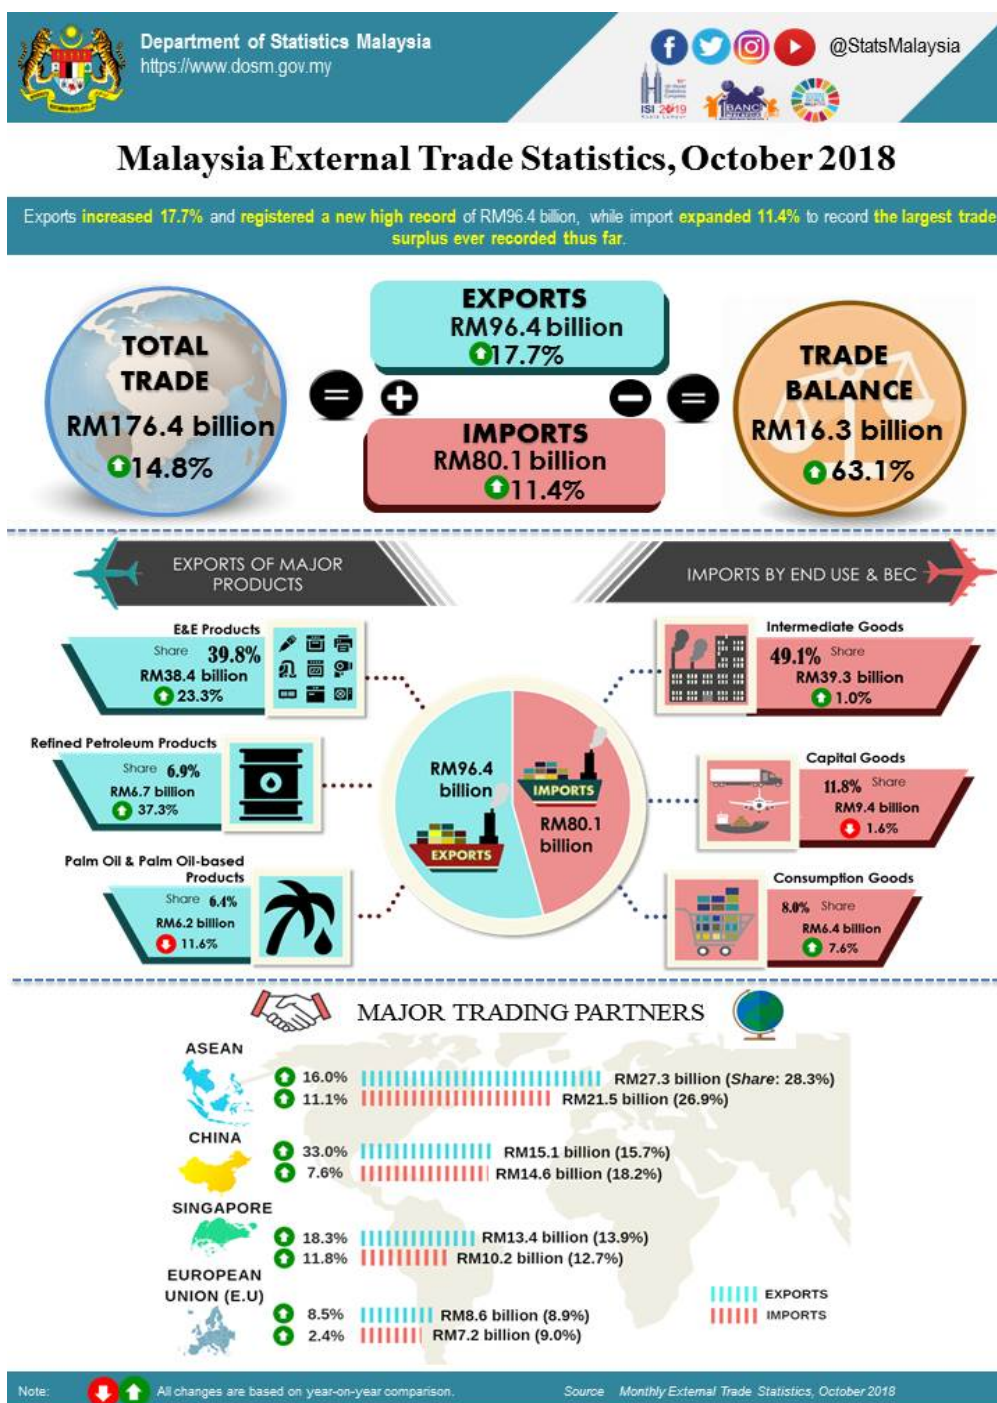 Department of Statistics Malaysia
https://www.dosm.gov.my
@StatsMalaysia
ISI 2019
BANCI
Malaysia External Trade Statistics, October 2018
Exports increased 17.7% and registered a new high record of RM96.4 billion, while import expanded 11.4% to record the largest trade
surplus ever recorded thus far.
TOTAL
TRADE
RM176.4 billion
14.8%
=
+
EXPORTS
RM96.4 billion
17.7%
IMPORTS
RM80.1 billion
11.4%
−
=
TRADE
BALANCE
RM16.3 billion
63.1%
EXPORTS OF MAJOR
PRODUCTS
IMPORTS BY END USE & BEC
E&E Products
Share 39.8%
RM38.4 billion
23.3%
Refined Petroleum Products
Share 6.9%
RM6.7 billion
37.3%
Palm Oil & Palm Oil-based
Products
Share 6.4%
RM6.2 billion
11.6%
RM96.4
billion
EXPORTS
IMPORTS
RM80.1
billion
Intermediate Goods
49.1% Share
RM39.3 billion
1.0%
Capital Goods
11.8% Share
RM9.4 billion
1.6%
Consumption Goods
8.0% Share
RM6.4 billion
7.6%
MAJOR TRADING PARTNERS
ASEAN
16.0% RM27.3 billion (Share: 28.3%)
11.1% RM21.5 billion (26.9%)
CHINA
33.0% RM15.1 billion (15.7%)
7.6% RM14.6 billion (18.2%)
SINGAPORE
18.3% RM13.4 billion (13.9%)
11.8% RM10.2 billion (12.7%)
EUROPEAN
UNION (E.U)
8.5% RM8.6 billion (8.9%)
2.4% RM7.2 billion (9.0%)
EXPORTS
IMPORTS
Note: All changes are based on year-on-year comparison. Source Monthly External Trade Statistics, October 2018